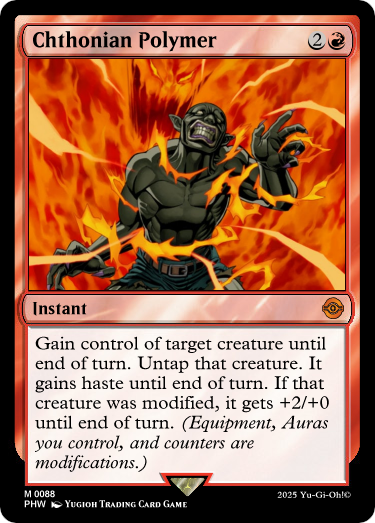 Chthonian Polymer 2
Instant
Gain control of target creature until
end of turn. Untap that creature. It
gains haste until end of turn. If that
creature was modified, it gets +2/+0
until end of turn. (Equipment, Auras
you control, and counters are
modifications.)
M 0088
PHW Yugioh Trading Card Game
2025 Yu-Gi-Oh!©